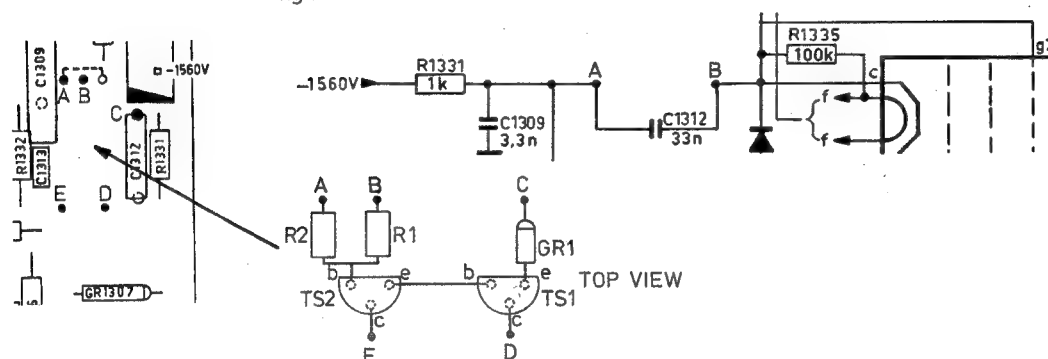 C1309
A B
-1560V
C
R1332
C1313
C1312
R1331
E D
GR1307
-1560V
R1331
1k
C1309
3,3n
A
B
C1312
33n
R1335
100k
c
g
f
f
A B C
R2 R1 GR1
b e b e
TOP VIEW
TS2 TS1
c c
E D